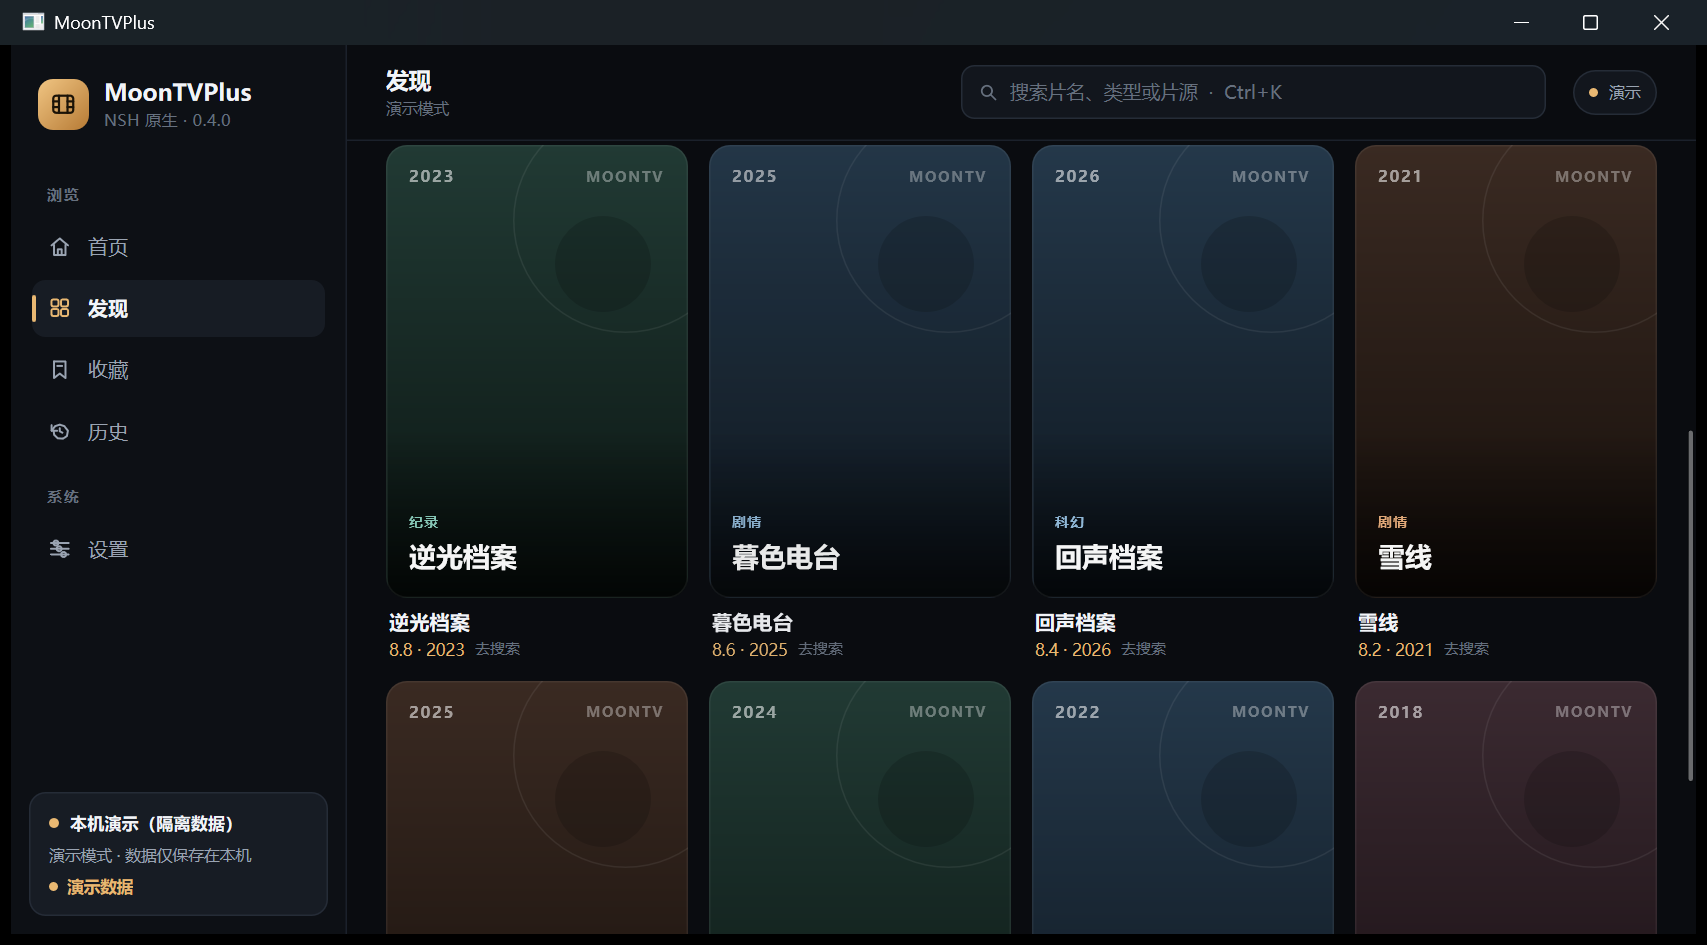 MoonTVPlus
MoonTVPlus
NSH 原生 · 0.4.0
浏览
首页
发现
收藏
历史
系统
设置
本机演示（隔离数据）
演示模式 · 数据仅保存在本机
演示数据
发现
演示模式
搜索片名、类型或片源 · Ctrl+K
演示
2023 MOONTV
纪录
逆光档案
逆光档案
8.8 · 2023 去搜索
2025 MOONTV
剧情
暮色电台
暮色电台
8.6 · 2025 去搜索
2026 MOONTV
科幻
回声档案
回声档案
8.4 · 2026 去搜索
2021 MOONTV
剧情
雪线
雪线
8.2 · 2021 去搜索
2025 MOONTV
2024 MOONTV
2022 MOONTV
2018 MOONTV